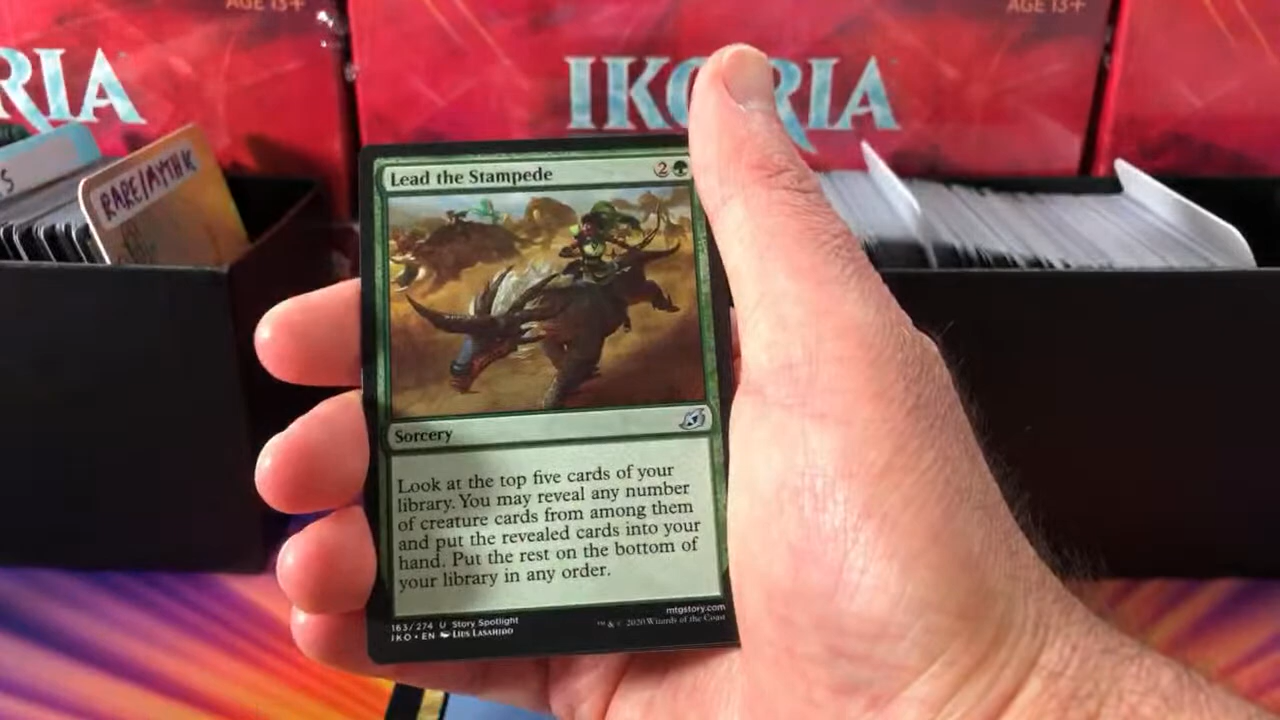 AGE 13+
AGE 13+
RIA
IKORIA
S
RARE/MYTHIC
Lead the Stampede
2
Sorcery
Look at the top five cards of your
library. You may reveal any number
of creature cards from among them
and put the revealed cards into your
hand. Put the rest on the bottom of
your library in any order.
163/274 U Story Spotlight
IKO • EN Lius Lasahido
mtgstory.com
™ & © 2020 Wizards of the Coast